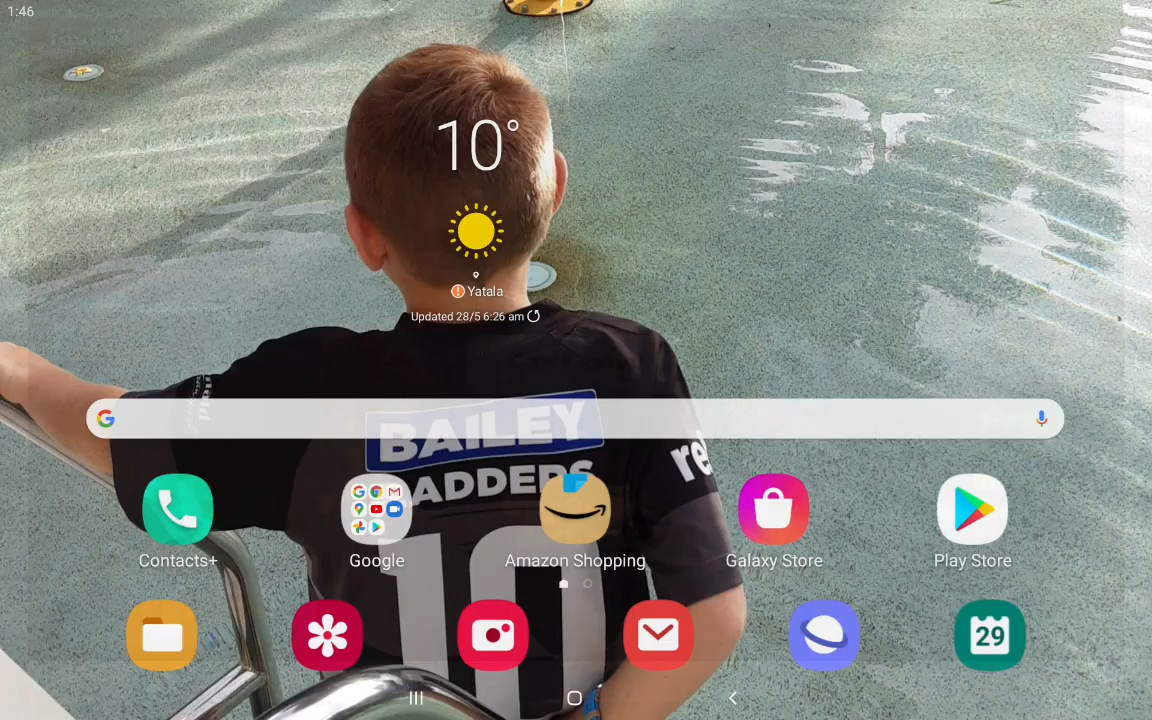 1:46
10°
Yatala
Updated 28/5 6:26 am
BAILEY
LADDERS
Contacts+
Google
Amazon Shopping
Galaxy Store
Play Store
10
29